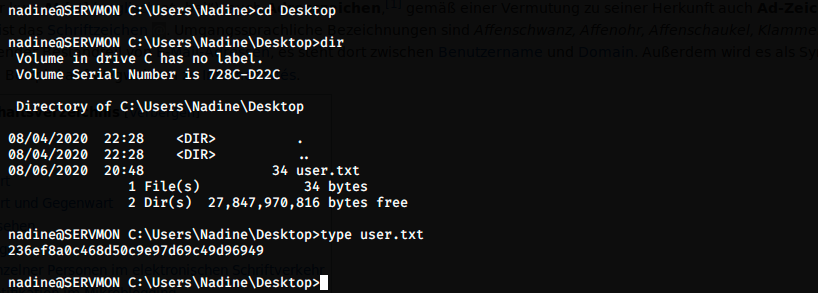 nadine@SERVMON C:\Users\Nadine>cd Desktop
nadine@SERVMON C:\Users\Nadine\Desktop>dir
 Volume in drive C has no label.
 Volume Serial Number is 728C-D22C
 Directory of C:\Users\Nadine\Desktop
08/04/2020  22:28    <DIR>          .
08/04/2020  22:28    <DIR>          ..
08/06/2020  20:48                34 user.txt
               1 File(s)             34 bytes
               2 Dir(s)  27,847,970,816 bytes free
nadine@SERVMON C:\Users\Nadine\Desktop>type user.txt
236ef8a0c468d50c9e97d69c49d96949
nadine@SERVMON C:\Users\Nadine\Desktop>